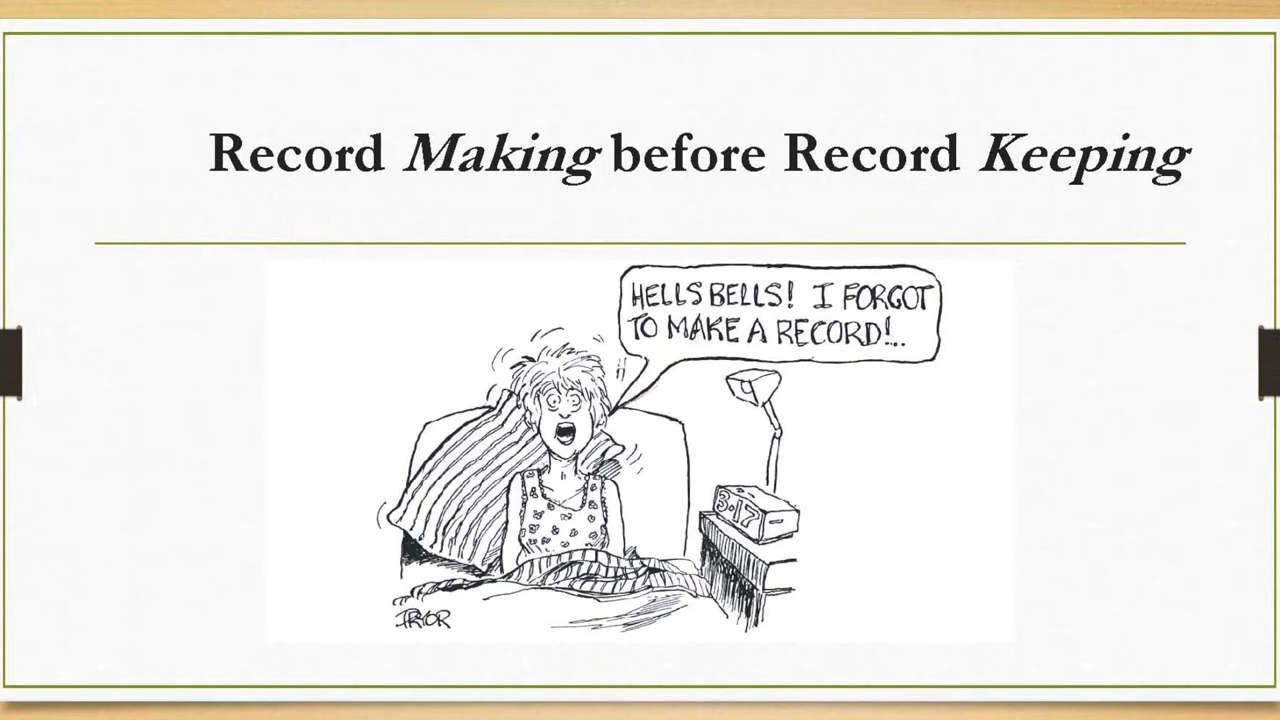 Record Making before Record Keeping
HELLS BELLS! I FORGOT
TO MAKE A RECORD!..
3:17
PRYOR